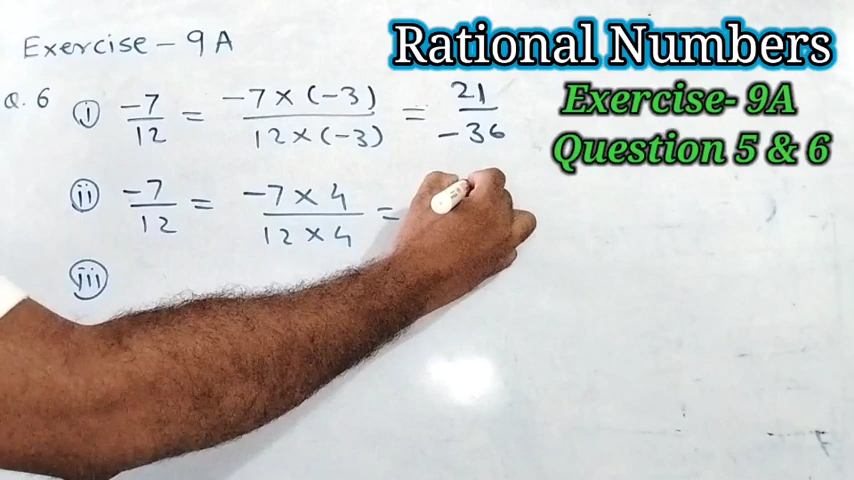 Exercise - 9A
Rational Numbers
Exercise- 9A
Question 5 & 6
Q. 6 (i) -7/12 = -7 × (-3)/12 × (-3) = 21/-36
(ii) -7/12 = -7 × 4/12 × 4 =
(iii)